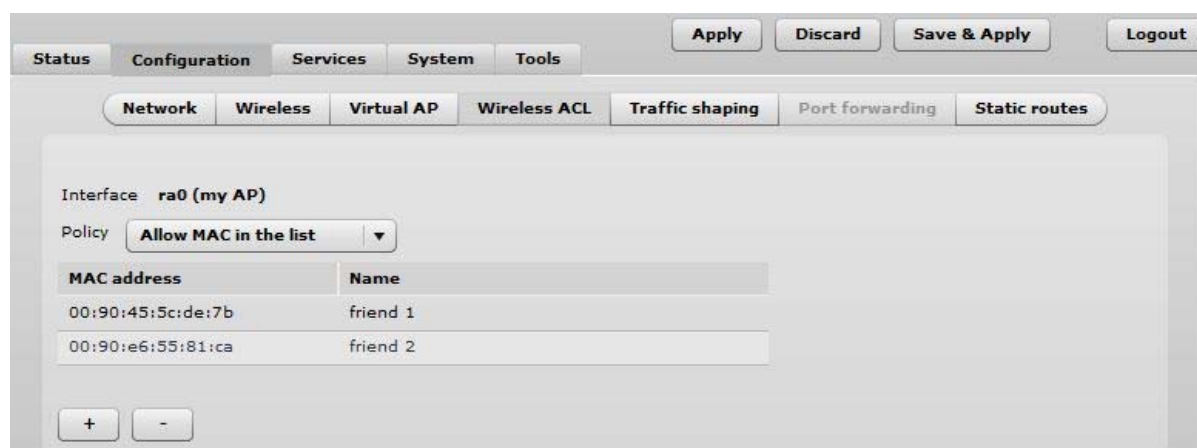 Apply Discard Save & Apply Logout
Status Configuration Services System Tools
Network Wireless Virtual AP Wireless ACL Traffic shaping Port forwarding Static routes
Interface ra0 (my AP)
Policy Allow MAC in the list
MAC address Name
00:90:45:5c:de:7b friend 1
00:90:e6:55:81:ca friend 2
+ -